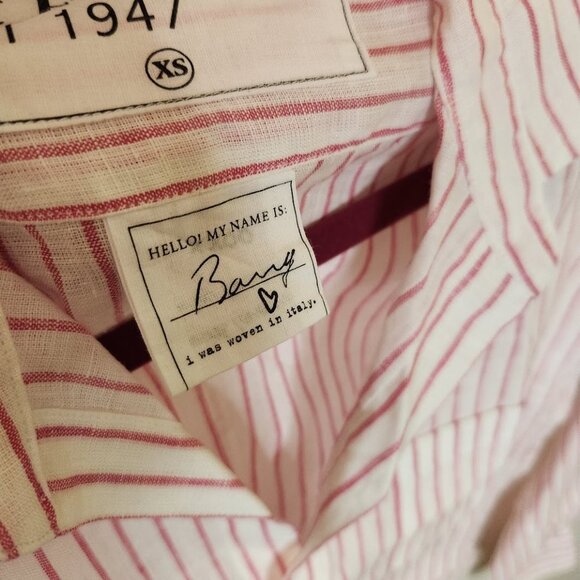 1947
XS
HELLO! MY NAME IS:
Barry
i was woven in italy.